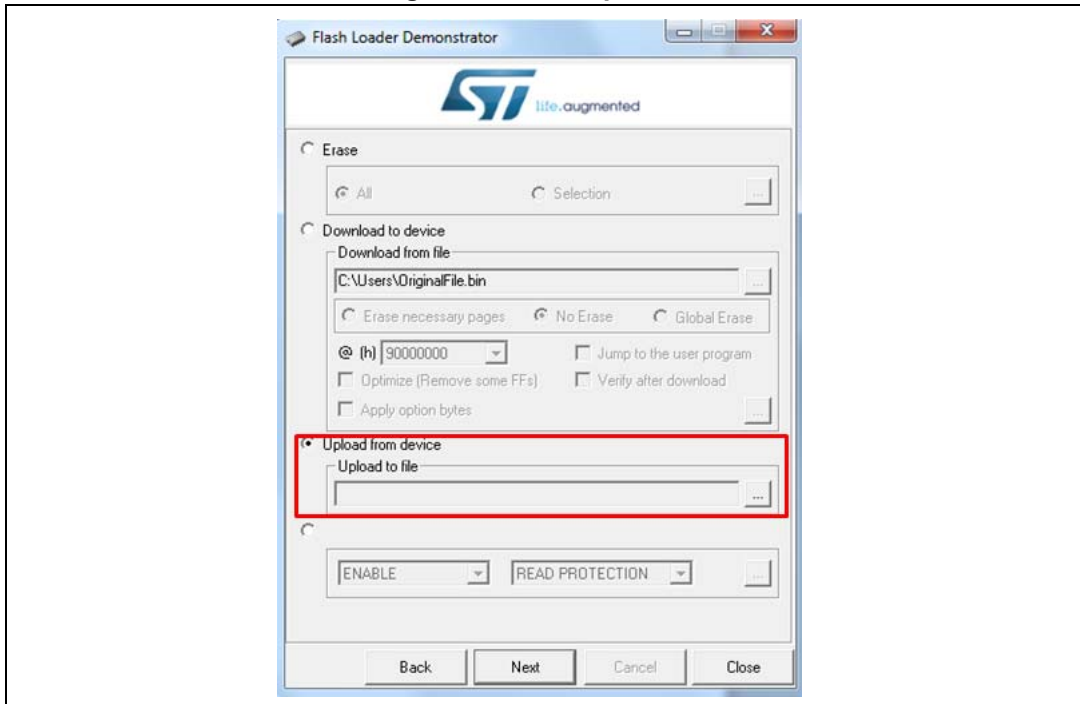 Flash Loader Demonstrator
ST life.augmented
Erase
All Selection ...
Download to device
Download from file
C:\Users\OriginalFile.bin ...
Erase necessary pages No Erase Global Erase
@ (h) 90000000 Jump to the user program
Optimize (Remove some FFs) Verify after download
Apply option bytes ...
Upload from device
Upload to file
...
ENABLE READ PROTECTION ...
Back Next Cancel Close